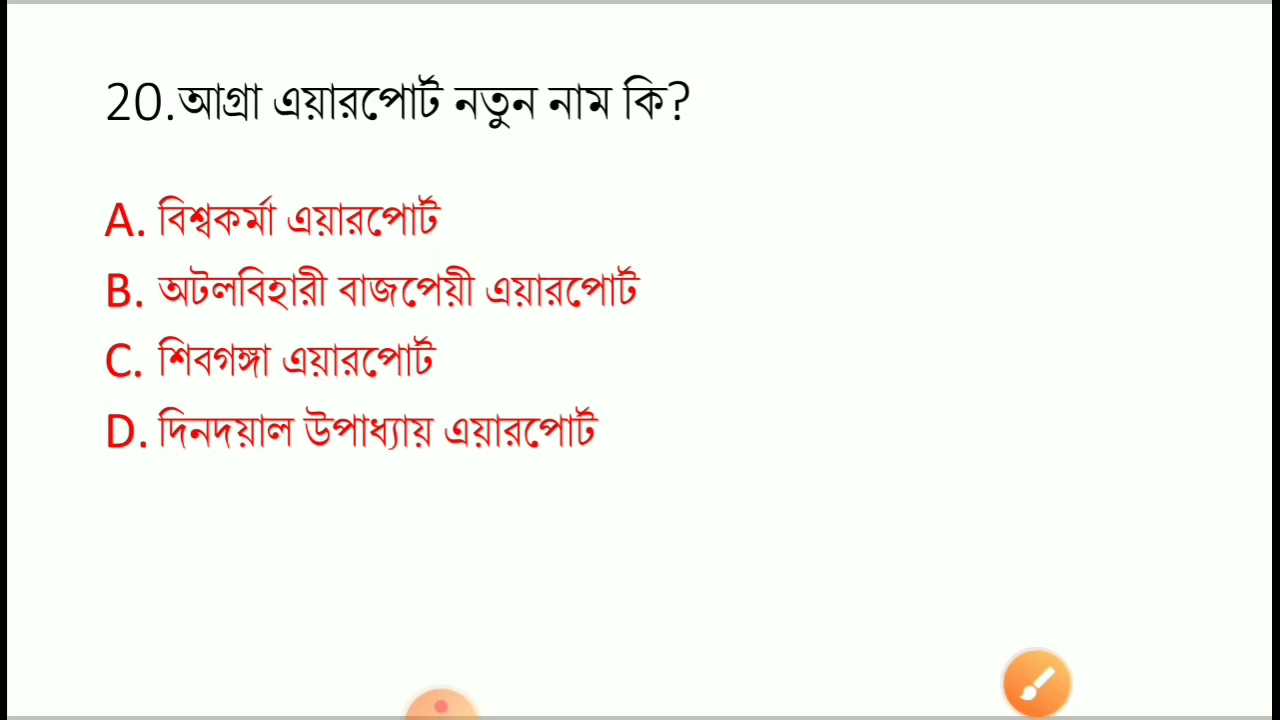 20.আগ্রা এয়ারপোর্ট নতুন নাম কি?
A. বিশ্বকর্মা এয়ারপোর্ট
B. অটলবিহারী বাজপেয়ী এয়ারপোর্ট
C. শিবগঙ্গা এয়ারপোর্ট
D. দিনদয়াল উপাধ্যায় এয়ারপোর্ট